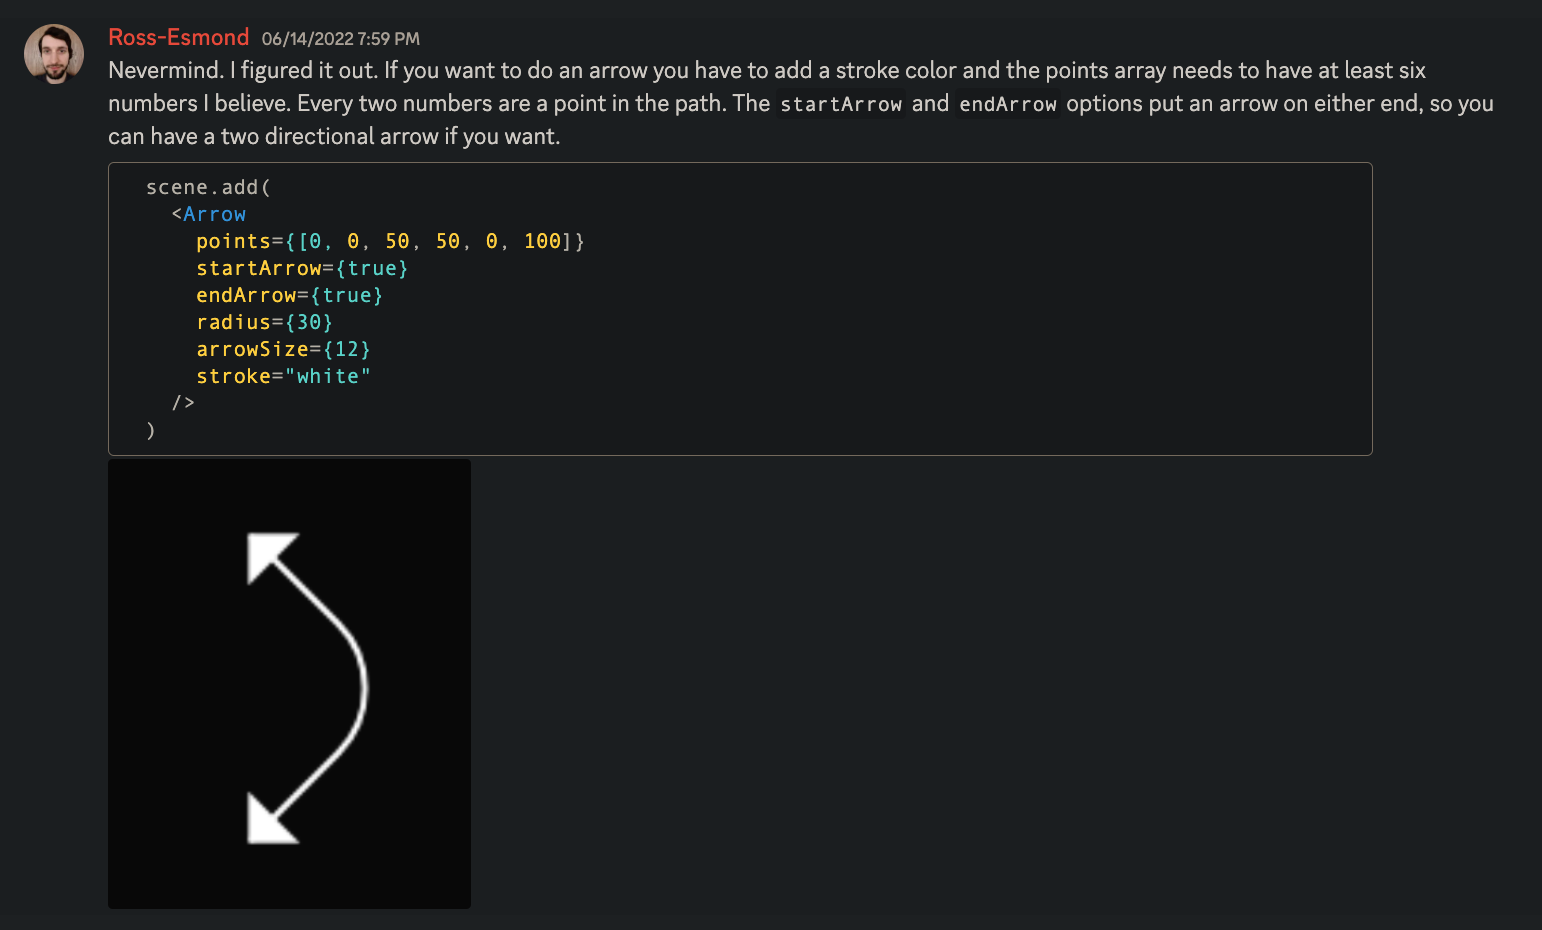 Ross-Esmond 06/14/2022 7:59 PM
Nevermind. I figured it out. If you want to do an arrow you have to add a stroke color and the points array needs to have at least six
numbers I believe. Every two numbers are a point in the path. The startArrow and endArrow options put an arrow on either end, so you
can have a two directional arrow if you want.
scene.add(
  <Arrow
    points={[0, 0, 50, 50, 0, 100]}
    startArrow={true}
    endArrow={true}
    radius={30}
    arrowSize={12}
    stroke="white"
  />
)